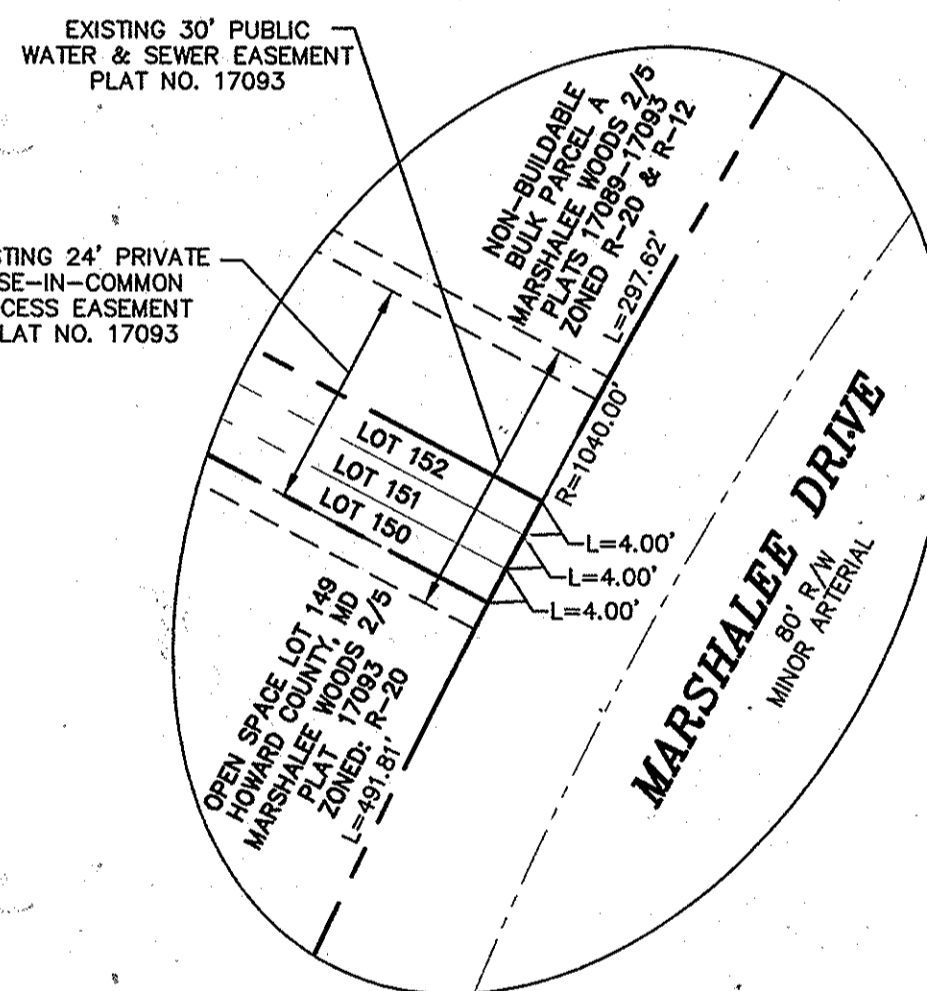 EXISTING 30' PUBLIC
WATER & SEWER EASEMENT
PLAT NO. 17093
STING 24' PRIVATE
SE-IN-COMMON
CESS EASEMENT
LAT NO. 17093
NON-BUILDABLE
BULK PARCEL A
MARSHALEE WOODS 2/5
PLATS 17089-17093
ZONED R-20 & R-12
L=297.62'
R=1040.00'
LOT 152
LOT 151
LOT 150
L=4.00'
L=4.00'
L=4.00'
OPEN SPACE LOT 149
HOWARD COUNTY, MD
MARSHALEE WOODS 2/5
PLAT 17093
ZONED: R-20
L=491.81'
MARSHALEE DRIVE
80' R/W
MINOR ARTERIAL